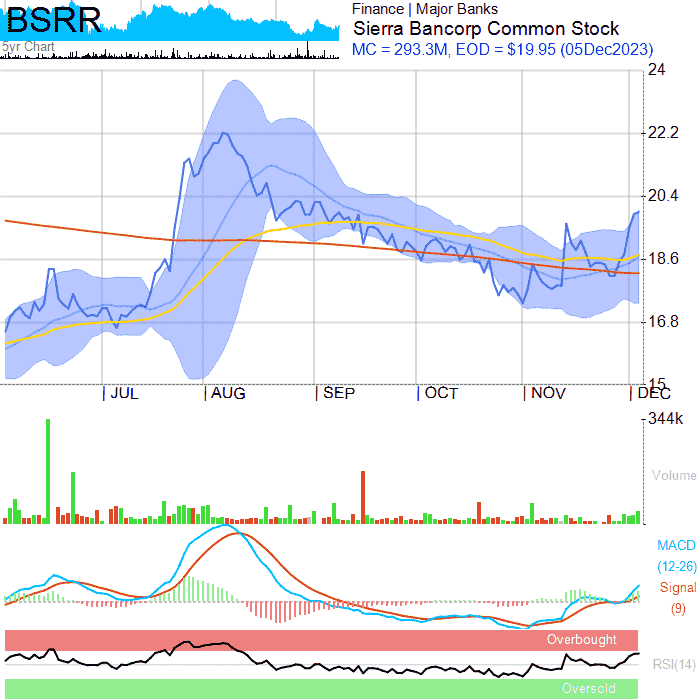 BSRR
5yr Chart
Finance | Major Banks
Sierra Bancorp Common Stock
MC = 293.3M, EOD = $19.95 (05Dec2023)
24
22.2
20.4
18.6
16.8
15
JUL AUG SEP OCT NOV DEC
344k
Volume
MACD
(12-26)
Signal
(9)
Overbought
RSI(14)
Oversold